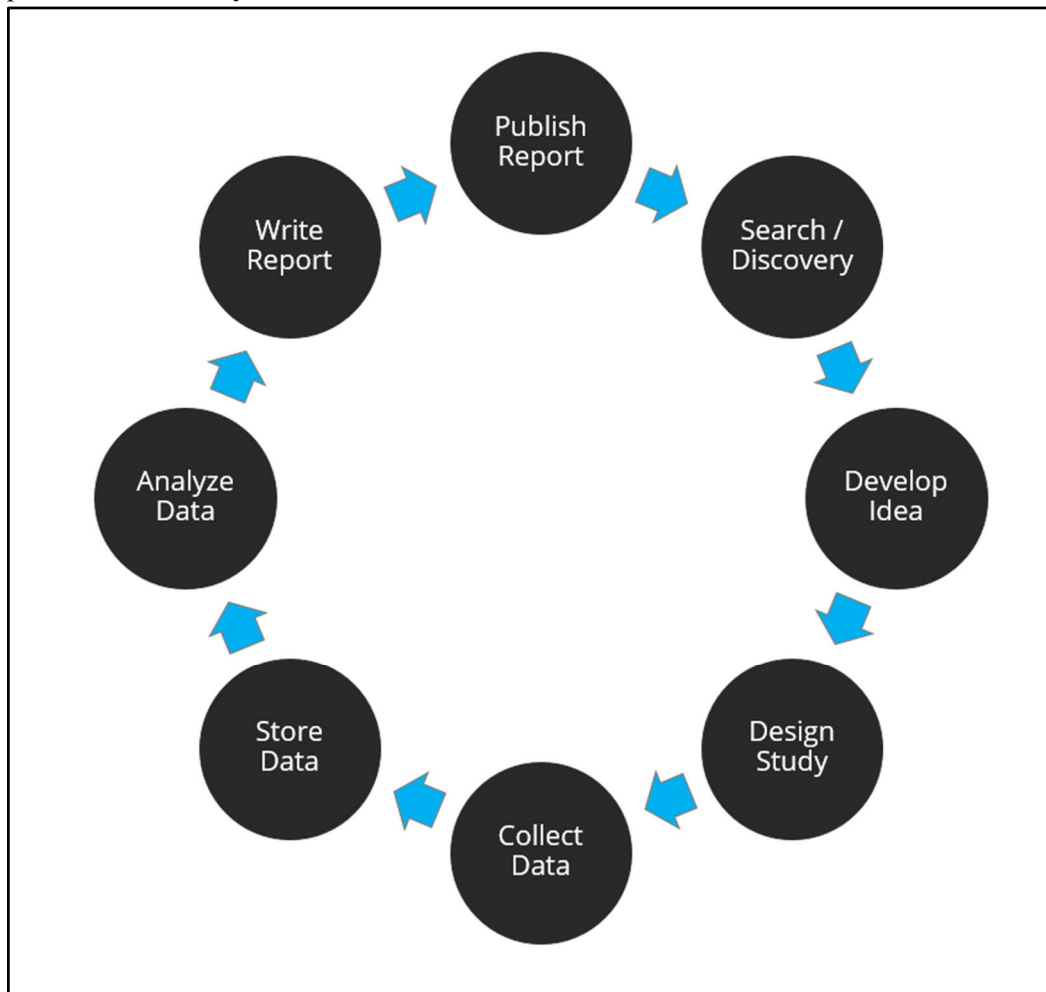 Publish
Report
Search /
Discovery
Develop
Idea
Design
Study
Collect
Data
Store
Data
Analyze
Data
Write
Report